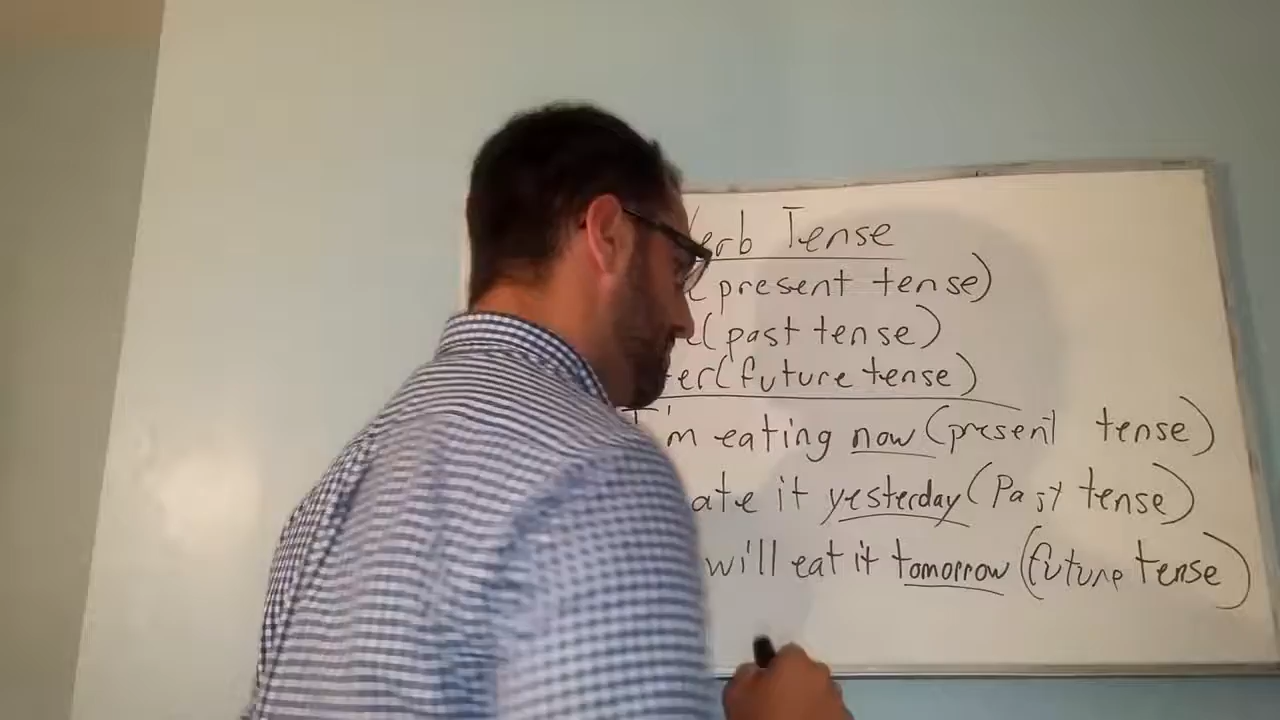 Verb Tense
(present tense)
(past tense)
(future tense)
I'm eating now (present tense)
ate it yesterday (Past tense)
will eat it tomorrow (future tense)